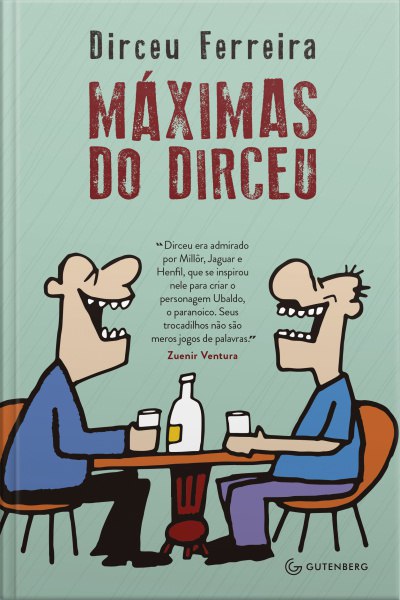 Dirceu Ferreira
MÁXIMAS
DO DIRCEU
“Dirceu era admirado
por Millôr, Jaguar e
Henfil, que se inspirou
nele para criar o
personagem Ubaldo,
o paranoico. Seus
trocadilhos não são
meros jogos de palavras.”
Zuenir Ventura
G GUTENBERG